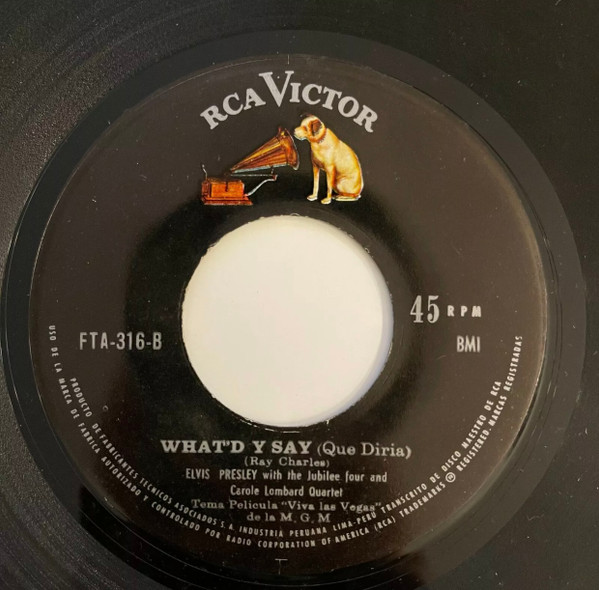 RCA VICTOR
45 RPM
FTA-316-B
BMI
WHAT'D Y SAY (Que Diria)
(Ray Charles)
ELVIS PRESLEY with the Jubilee four and
Carole Lombard Quartet
Tema Película "Viva las Vegas"
de la M. G. M
PRODUCTO DE FABRICANTES TECNICOS ASOCIADOS S. A. INDUSTRIA PERUANA LIMA-PERU TRANSCRITO DE DISCO MAESTRO DE RCA
USO DE LA MARCA DE FABRICA AUTORIZADO Y CONTROLADO POR RADIO CORPORATION OF AMERICA (RCA) TRADEMARKS ® REGISTERED. MARCAS REGISTRADAS